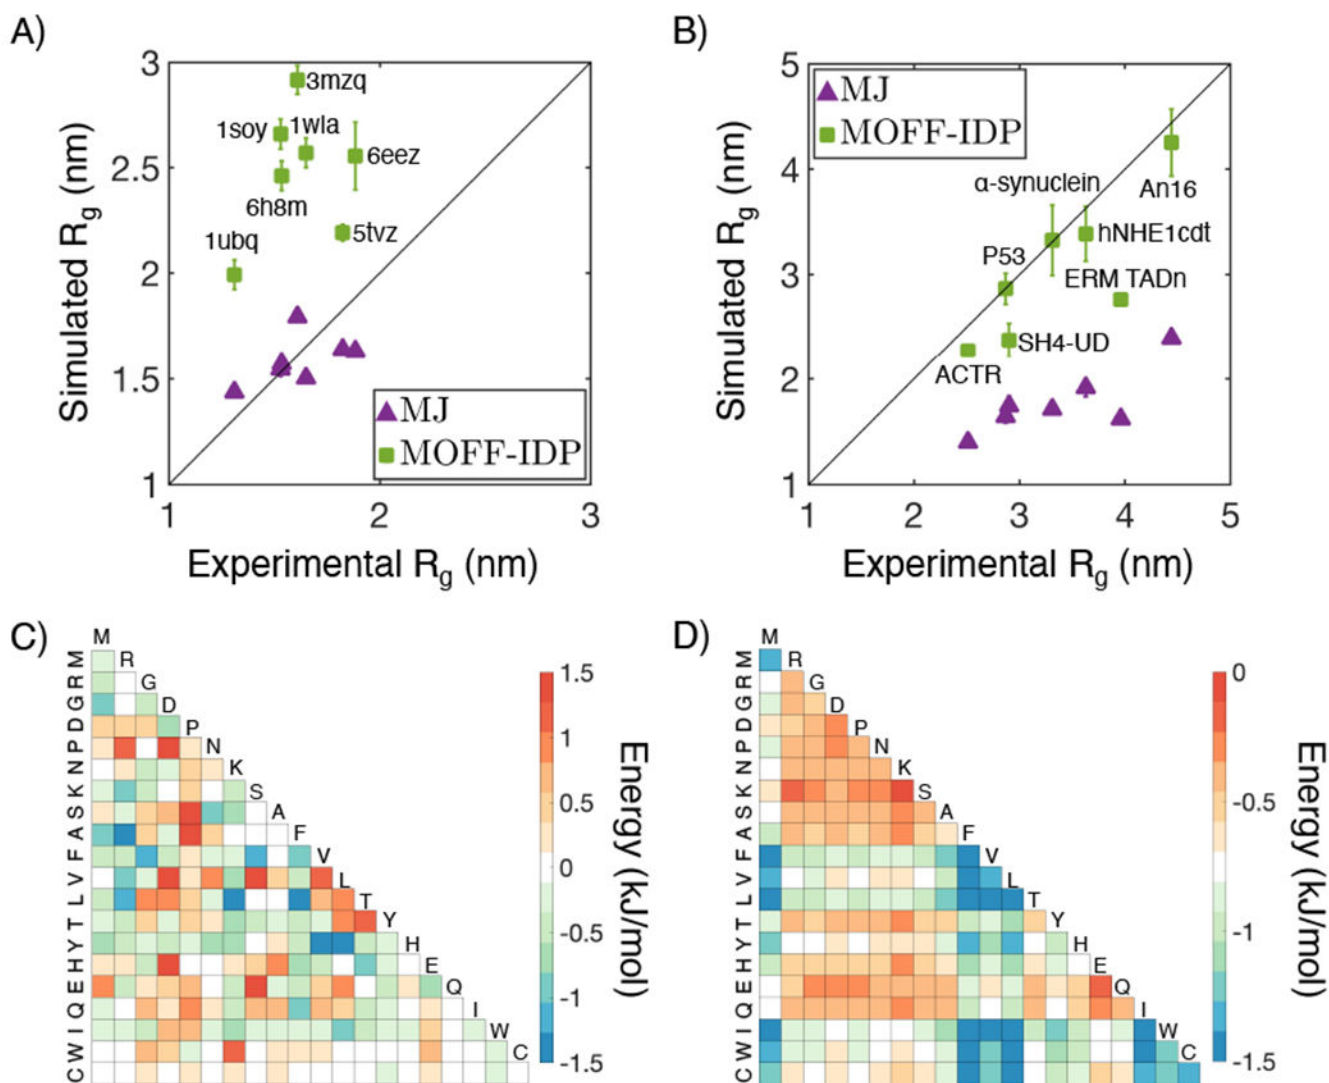 A)
3
2.5
2
1.5
1
Simulated Rg (nm)
3mzq
1soy
1wla
6eez
6h8m
5tvz
1ubq
MJ
MOFF-IDP
1
2
3
Experimental Rg (nm)
B)
5
4
3
2
1
Simulated Rg (nm)
MJ
MOFF-IDP
α-synuclein
An16
hNHE1cdt
P53
ERM TADn
SH4-UD
ACTR
1
2
3
4
5
Experimental Rg (nm)
C)
M
R
G
D
P
N
K
S
A
F
V
L
T
Y
H
E
Q
I
W
C
M
R
G
D
P
N
K
S
A
F
V
L
T
Y
H
E
Q
I
W
C
1.5
1
0.5
0
-0.5
-1
-1.5
Energy (kJ/mol)
D)
M
R
G
D
P
N
K
S
A
F
V
L
T
Y
H
E
Q
I
W
C
M
R
G
D
P
N
K
S
A
F
V
L
T
Y
H
E
Q
I
W
C
0
-0.5
-1
-1.5
Energy (kJ/mol)